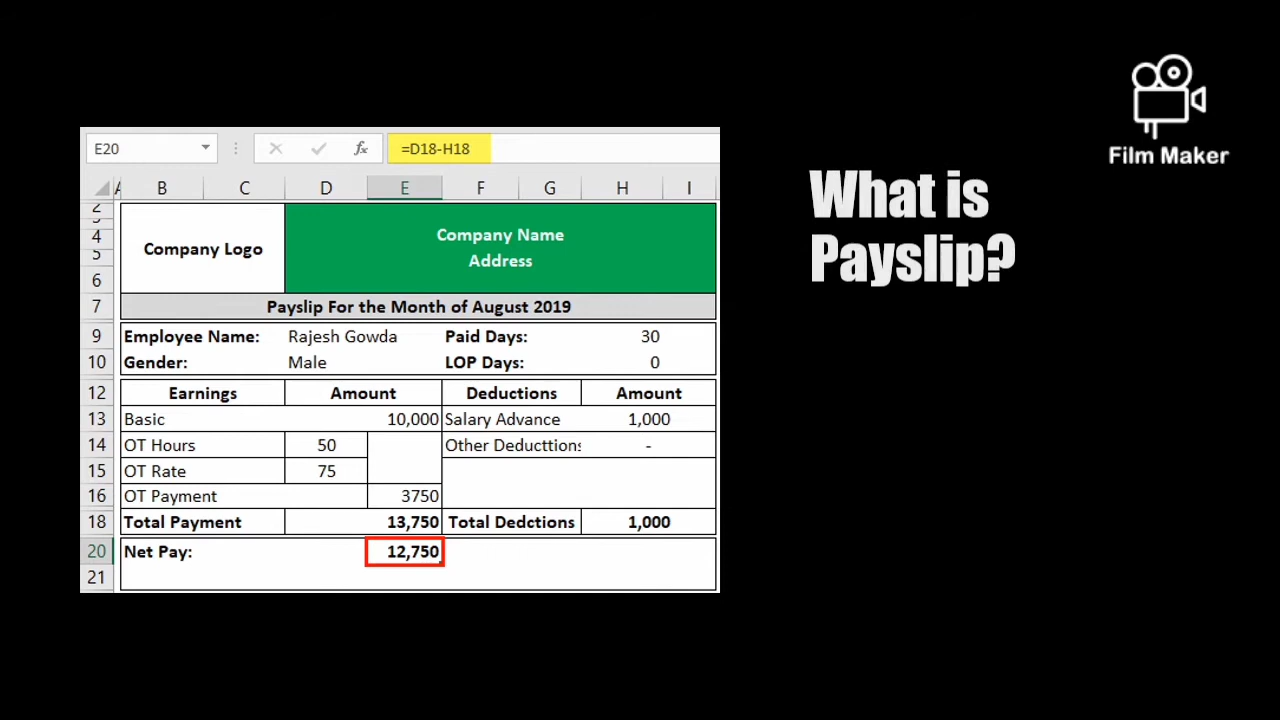 Film Maker
What is
Payslip?
E20 fx =D18-H18
A B C D E F G H I
2
3
4 Company Name
Company Logo
5 Address
6
7 Payslip For the Month of August 2019
9 Employee Name: Rajesh Gowda Paid Days: 30
10 Gender: Male LOP Days: 0
12 Earnings Amount Deductions Amount
13 Basic 10,000 Salary Advance 1,000
14 OT Hours 50 Other Deducttions -
15 OT Rate 75
16 OT Payment 3750
18 Total Payment 13,750 Total Dedctions 1,000
20 Net Pay: 12,750
21